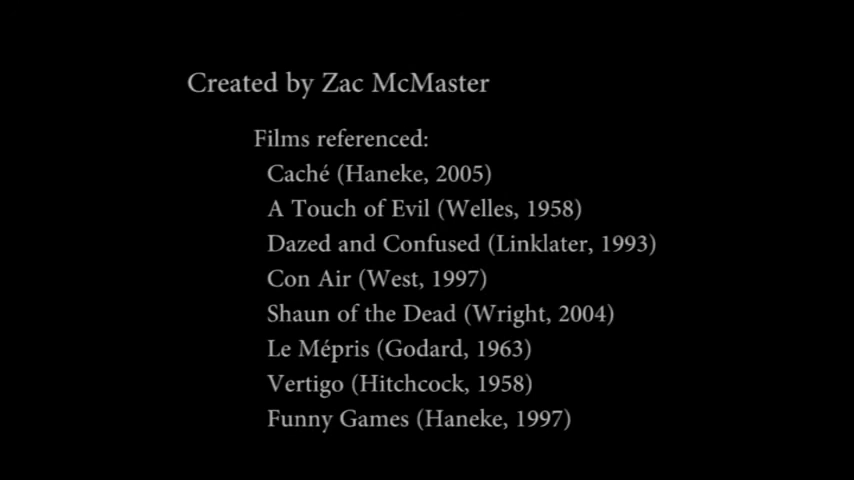 Created by Zac McMaster
Films referenced:
Caché (Haneke, 2005)
A Touch of Evil (Welles, 1958)
Dazed and Confused (Linklater, 1993)
Con Air (West, 1997)
Shaun of the Dead (Wright, 2004)
Le Mépris (Godard, 1963)
Vertigo (Hitchcock, 1958)
Funny Games (Haneke, 1997)